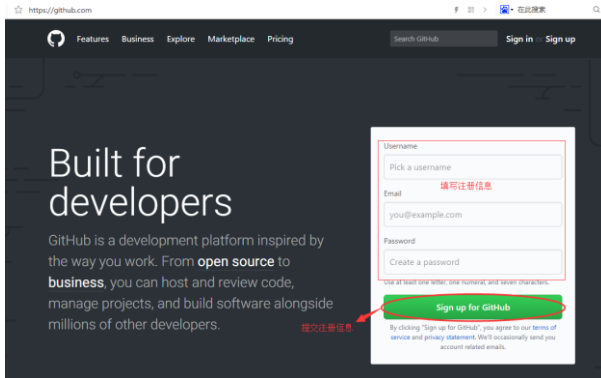 https://github.com
在此搜索
Features Business Explore Marketplace Pricing
Search GitHub
Sign in or Sign up
Built for
developers
GitHub is a development platform inspired by
the way you work. From open source to
business, you can host and review code,
manage projects, and build software alongside
millions of other developers.
Username
Pick a username
填写注册信息
Email
you@example.com
Password
Create a password
Use at least one letter, one numeral, and seven characters.
Sign up for GitHub
提交注册信息
By clicking "Sign up for GitHub", you agree to our terms of
service and privacy statement. We'll occasionally send you
account related emails.